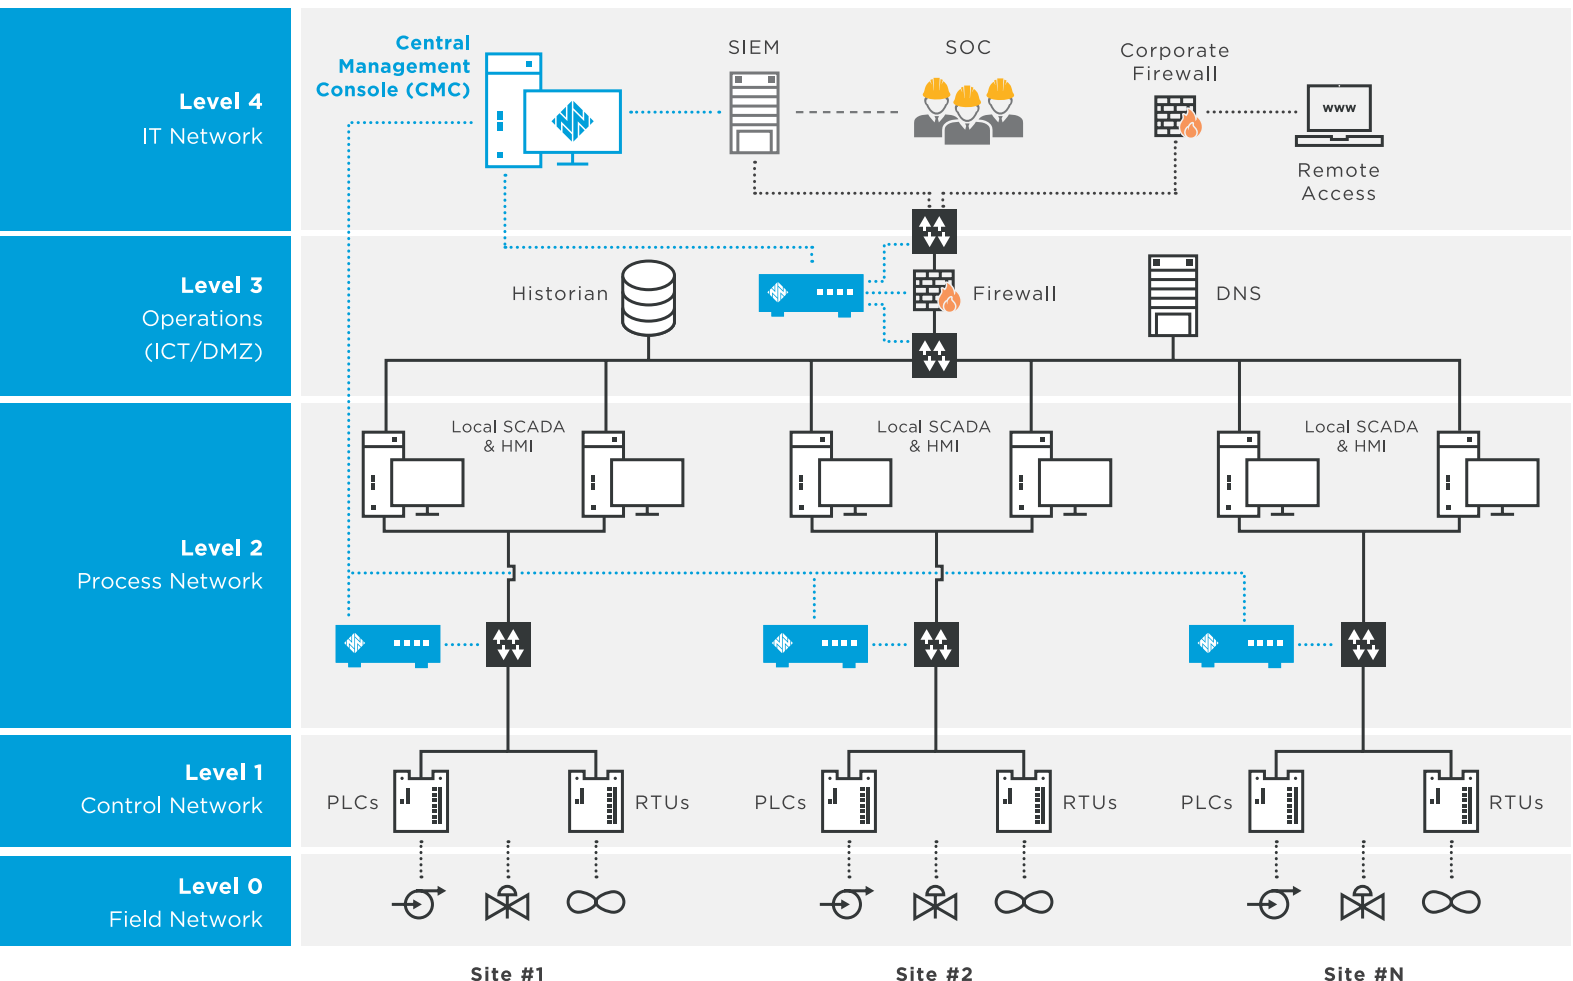 Level 4
IT Network
Central
Management
Console (CMC)
SIEM
SOC
Corporate
Firewall
www
Remote
Access
Level 3
Operations
(ICT/DMZ)
Historian
Firewall
DNS
Level 2
Process Network
Local SCADA
& HMI
Local SCADA
& HMI
Local SCADA
& HMI
Level 1
Control Network
PLCs
RTUs
PLCs
RTUs
PLCs
RTUs
Level 0
Field Network
Site #1
Site #2
Site #N